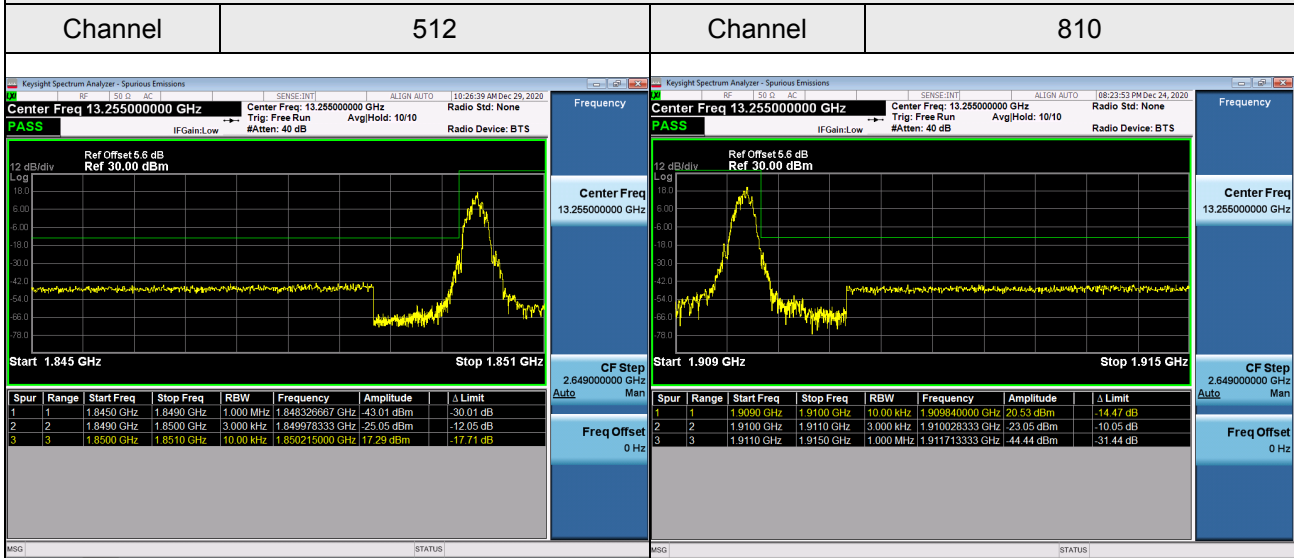 Channel 512 Channel 810
Keysight Spectrum Analyzer - Spurious Emissions
RF 50 Ω AC SENSE:INT ALIGN AUTO 10:26:39 AM Dec 29, 2020
Center Freq 13.255000000 GHz
Center Freq: 13.255000000 GHz Radio Std: None
Trig: Free Run Avg|Hold: 10/10
PASS IFGain:Low #Atten: 40 dB Radio Device: BTS
Frequency
Ref Offset 5.6 dB
12 dB/div Ref 30.00 dBm
Log
18.0
6.00
-6.00
-18.0
-30.0
-42.0
-54.0
-66.0
-78.0
Start 1.845 GHz Stop 1.851 GHz
Center Freq
13.255000000 GHz
CF Step
2.649000000 GHz
Auto Man
Freq Offset
0 Hz
Spur Range Start Freq Stop Freq RBW Frequency Amplitude Δ Limit
1 1 1.8450 GHz 1.8490 GHz 1.000 MHz 1.848326667 GHz -43.01 dBm -30.01 dB
2 2 1.8490 GHz 1.8500 GHz 3.000 kHz 1.849978333 GHz -25.05 dBm -12.05 dB
3 3 1.8500 GHz 1.8510 GHz 10.00 kHz 1.850215000 GHz 17.29 dBm -17.71 dB
MSG STATUS
Keysight Spectrum Analyzer - Spurious Emissions
RF 50 Ω AC SENSE:INT ALIGN AUTO 08:23:53 PM Dec 24, 2020
Center Freq 13.255000000 GHz
Center Freq: 13.255000000 GHz Radio Std: None
Trig: Free Run Avg|Hold: 10/10
PASS IFGain:Low #Atten: 40 dB Radio Device: BTS
Frequency
Ref Offset 5.6 dB
12 dB/div Ref 30.00 dBm
Log
18.0
6.00
-6.00
-18.0
-30.0
-42.0
-54.0
-66.0
-78.0
Start 1.909 GHz Stop 1.915 GHz
Center Freq
13.255000000 GHz
CF Step
2.649000000 GHz
Auto Man
Freq Offset
0 Hz
Spur Range Start Freq Stop Freq RBW Frequency Amplitude Δ Limit
1 1 1.9090 GHz 1.9100 GHz 10.00 kHz 1.909840000 GHz 20.53 dBm -14.47 dB
2 2 1.9100 GHz 1.9110 GHz 3.000 kHz 1.910028333 GHz -23.05 dBm -10.05 dB
3 3 1.9110 GHz 1.9150 GHz 1.000 MHz 1.911713333 GHz -44.44 dBm -31.44 dB
MSG STATUS